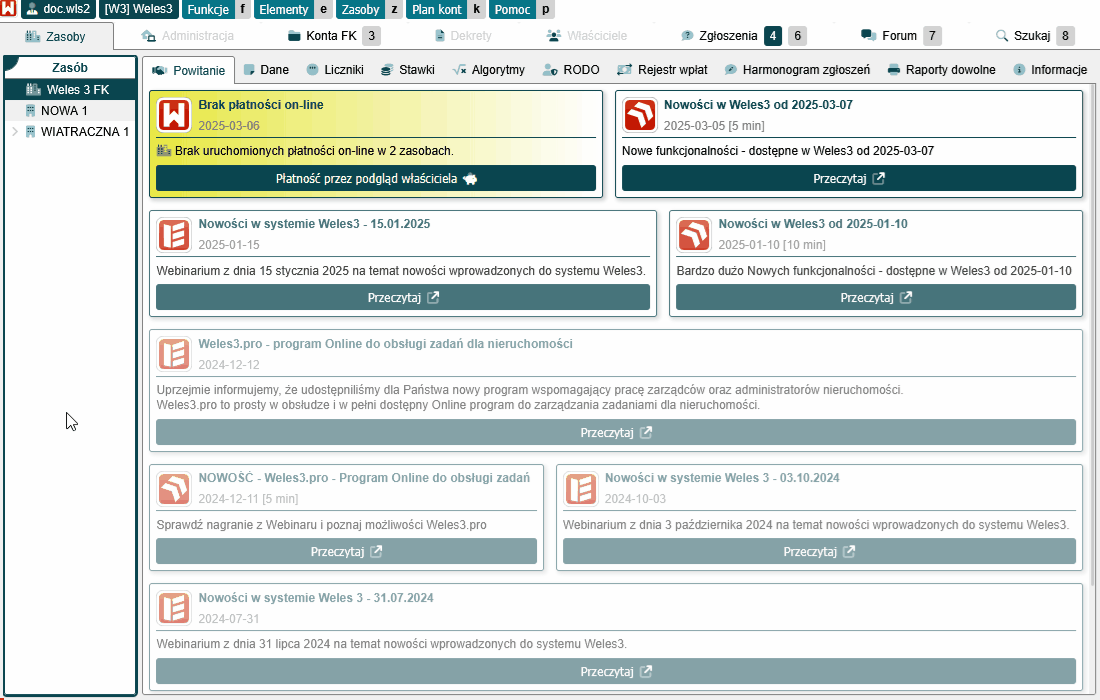 doc.wls2 [W3] Weles3 Funkcje f Elementy e Zasoby z Plan kont k Pomoc p
Zasoby Administracja Konta FK 3 Dekrety Właściciele Zgłoszenia 4 6 Forum 7 Szukaj 8
Zasób
Weles 3 FK
NOWA 1
WIATRACZNA 1
Powitanie Dane Liczniki Stawki Algorytmy RODO Rejestr wpłat Harmonogram zgłoszeń Raporty dowolne Informacje
Brak płatności on-line
2025-03-06
Brak uruchomionych płatności on-line w 2 zasobach.
Płatność przez podgląd właściciela
Nowości w Weles3 od 2025-03-07
2025-03-05 [5 min]
Nowe funkcjonalności - dostępne w Weles3 od 2025-03-07
Przeczytaj
Nowości w systemie Weles3 - 15.01.2025
2025-01-15
Webinarium z dnia 15 stycznia 2025 na temat nowości wprowadzonych do systemu Weles3.
Przeczytaj
Nowości w Weles3 od 2025-01-10
2025-01-10 [10 min]
Bardzo dużo Nowych funkcjonalności - dostępne w Weles3 od 2025-01-10
Przeczytaj
Weles3.pro - program Online do obsługi zadań dla nieruchomości
2024-12-12
Uprzejmie informujemy, że udostępniliśmy dla Państwa nowy program wspomagający pracę zarządców oraz administratorów nieruchomości.
Weles3.pro to prosty w obsłudze i w pełni dostępny Online program do zarządzania zadaniami dla nieruchomości.
Przeczytaj
NOWOŚĆ - Weles3.pro - Program Online do obsługi zadań
2024-12-11 [5 min]
Sprawdź nagranie z Webinaru i poznaj możliwości Weles3.pro
Przeczytaj
Nowości w systemie Weles 3 - 03.10.2024
2024-10-03
Webinarium z dnia 3 października 2024 na temat nowości wprowadzonych do systemu Weles3.
Przeczytaj
Nowości w systemie Weles 3 - 31.07.2024
2024-07-31
Webinarium z dnia 31 lipca 2024 na temat nowości wprowadzonych do systemu Weles3.
Przeczytaj